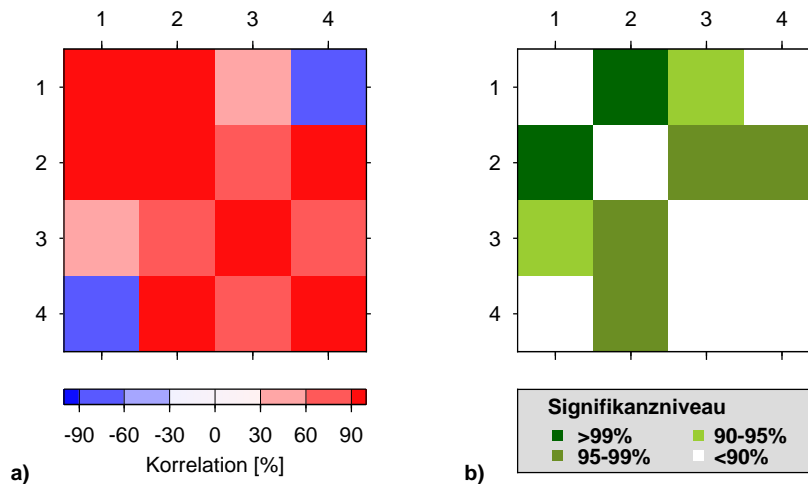 1 2 3 4
1
2
3
4
-90 -60 -30 0 30 60 90
Korrelation [%]
a)
1 2 3 4
1
2
3
4
Signifikanzniveau
>99% 90-95%
95-99% <90%
b)